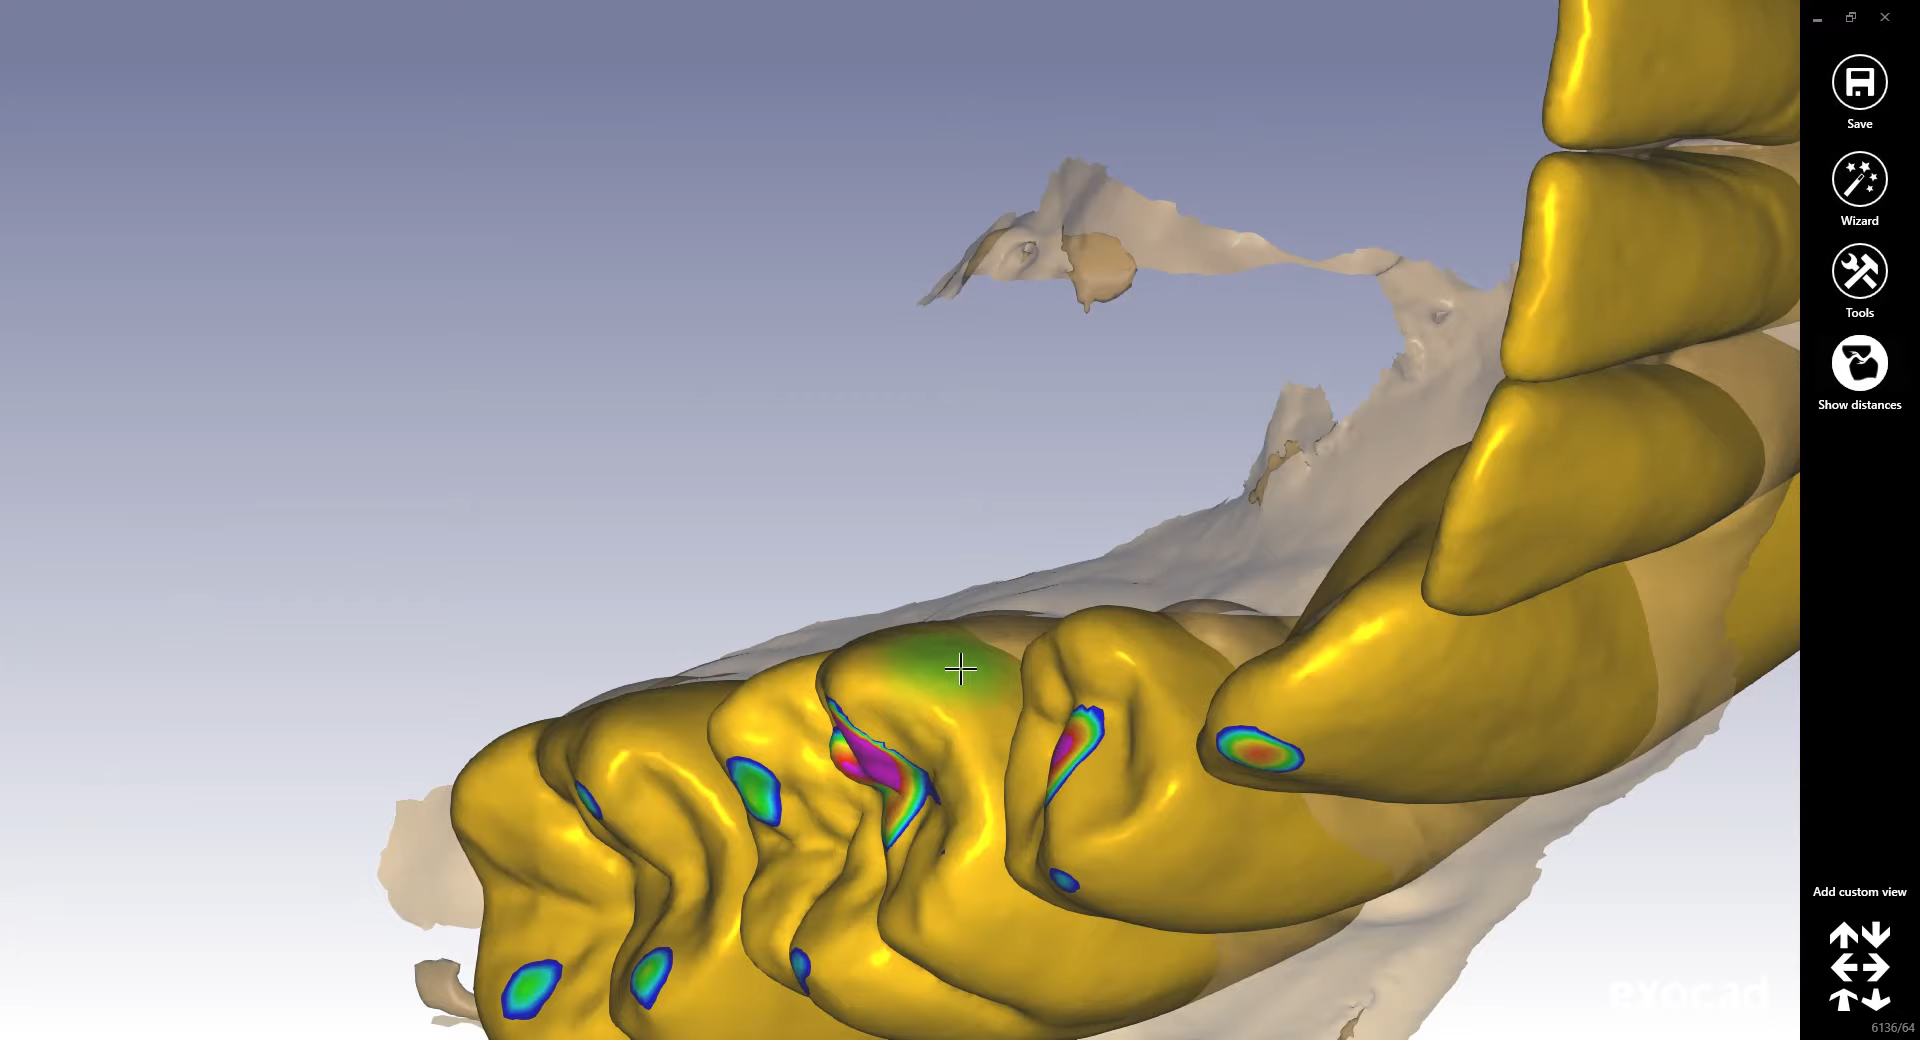 Save
Wizard
Tools
Show distances
Add custom view
exocad
6136/64